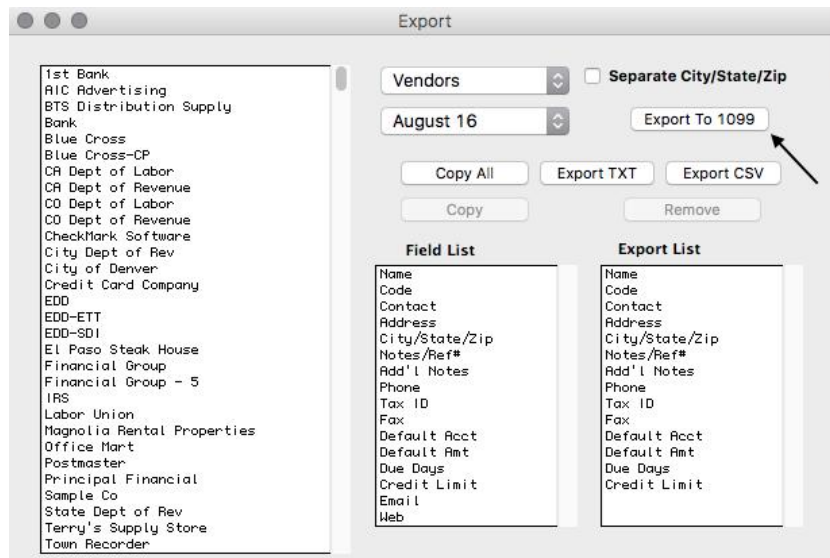 Export
1st Bank
AIC Advertising
BTS Distribution Supply
Bank
Blue Cross
Blue Cross-CP
CA Dept of Labor
CA Dept of Revenue
CO Dept of Labor
CO Dept of Revenue
CheckMark Software
City Dept of Rev
City of Denver
Credit Card Company
EDD
EDD-ETT
EDD-SDI
El Paso Steak House
Financial Group
Financial Group - 5
IRS
Labor Union
Magnolia Rental Properties
Office Mart
Postmaster
Principal Financial
Sample Co
State Dept of Rev
Terry's Supply Store
Town Recorder
Vendors
Separate City/State/Zip
August 16
Export To 1099
Copy All
Export TXT
Export CSV
Copy
Remove
Field List
Name
Code
Contact
Address
City/State/Zip
Notes/Ref#
Add'l Notes
Phone
Tax ID
Fax
Default Acct
Default Amt
Due Days
Credit Limit
Email
Web
Export List
Name
Code
Contact
Address
City/State/Zip
Notes/Ref#
Add'l Notes
Phone
Tax ID
Fax
Default Acct
Default Amt
Due Days
Credit Limit